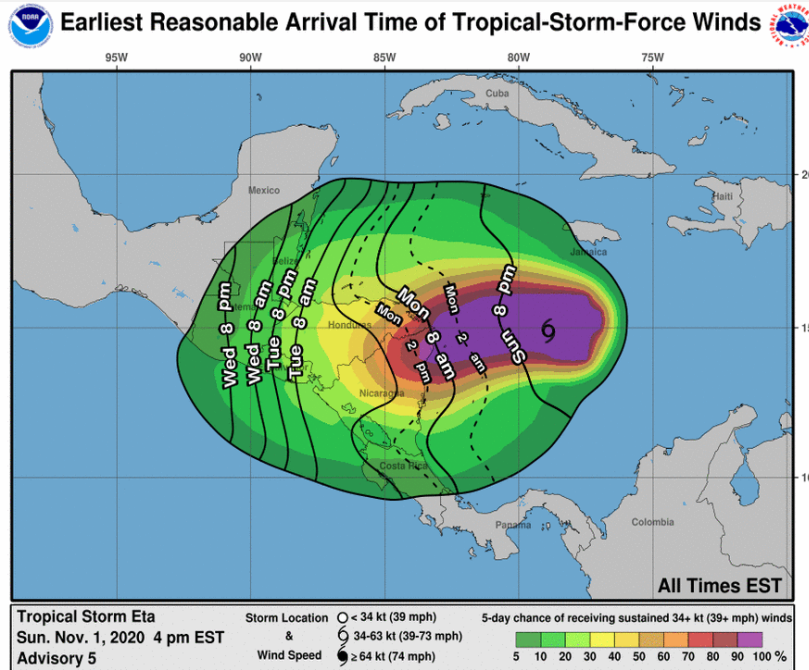 NOAA
Earliest Reasonable Arrival Time of Tropical-Storm-Force Winds
95W 90W 85W 80W 75W
Cuba
20
Mexico
Haiti
Jamaica
Belize
Wed 8 pm
Wed 8 am
Tue 8 pm
Tue 8 am
Mon 2 pm
Mon 8 am
Mon 2 am
Sun 8 pm
Honduras
15
Nicaragua
Costa Rica
10
Panama
Colombia
All Times EST
Tropical Storm Eta
Sun. Nov. 1, 2020 4 pm EST
Advisory 5
Storm Location
&
Wind Speed
< 34 kt (39 mph)
34-63 kt (39-73 mph)
≥ 64 kt (74 mph)
5-day chance of receiving sustained 34+ kt (39+ mph) winds
5 10 20 30 40 50 60 70 80 90 100 %